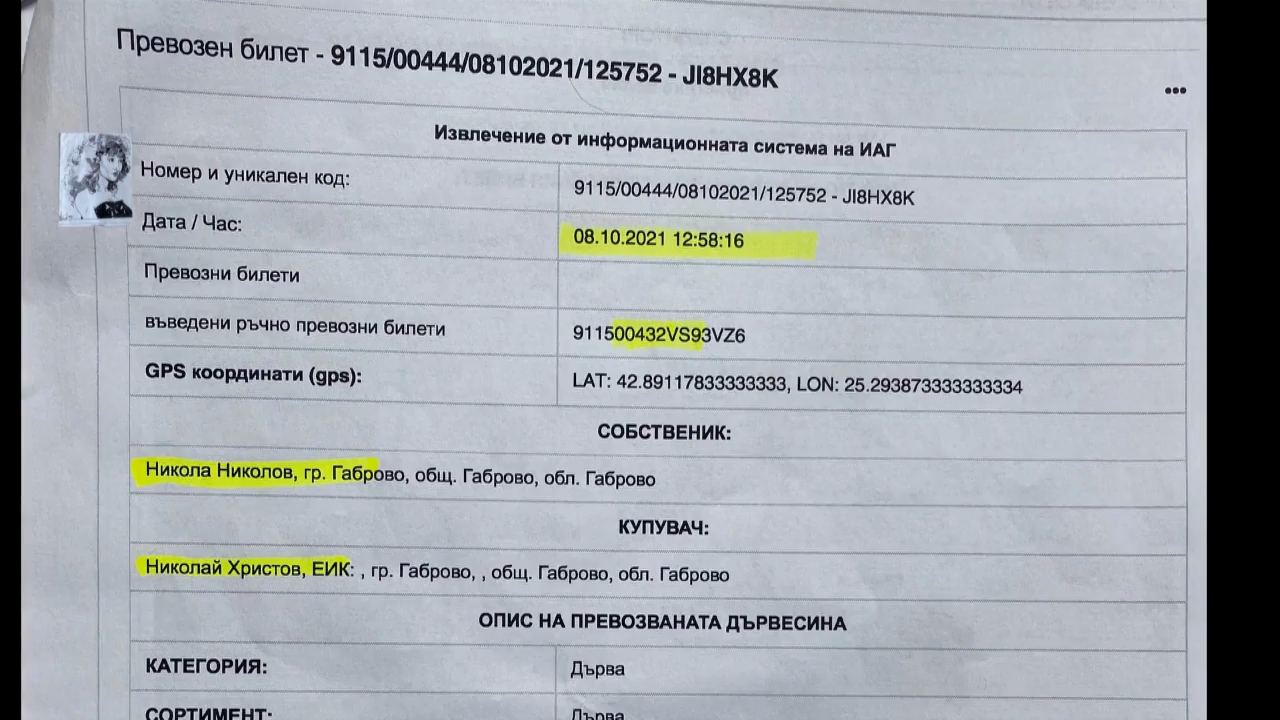 Превозен билет - 9115/00444/08102021/125752 - JI8HX8K
•••
Извлечение от информационната система на ИАГ
Номер и уникален код: 9115/00444/08102021/125752 - JI8HX8K
Дата / Час: 08.10.2021 12:58:16
Превозни билети
въведени ръчно превозни билети 911500432VS93VZ6
GPS координати (gps): LAT: 42.89117833333333, LON: 25.293873333333334
СОБСТВЕНИК:
Никола Николов, гр. Габрово, общ. Габрово, обл. Габрово
КУПУВАЧ:
Николай Христов, ЕИК: , гр. Габрово, , общ. Габрово, обл. Габрово
ОПИС НА ПРЕВОЗВАНАТА ДЪРВЕСИНА
КАТЕГОРИЯ: Дърва
СОРТИМЕНТ: Дърва